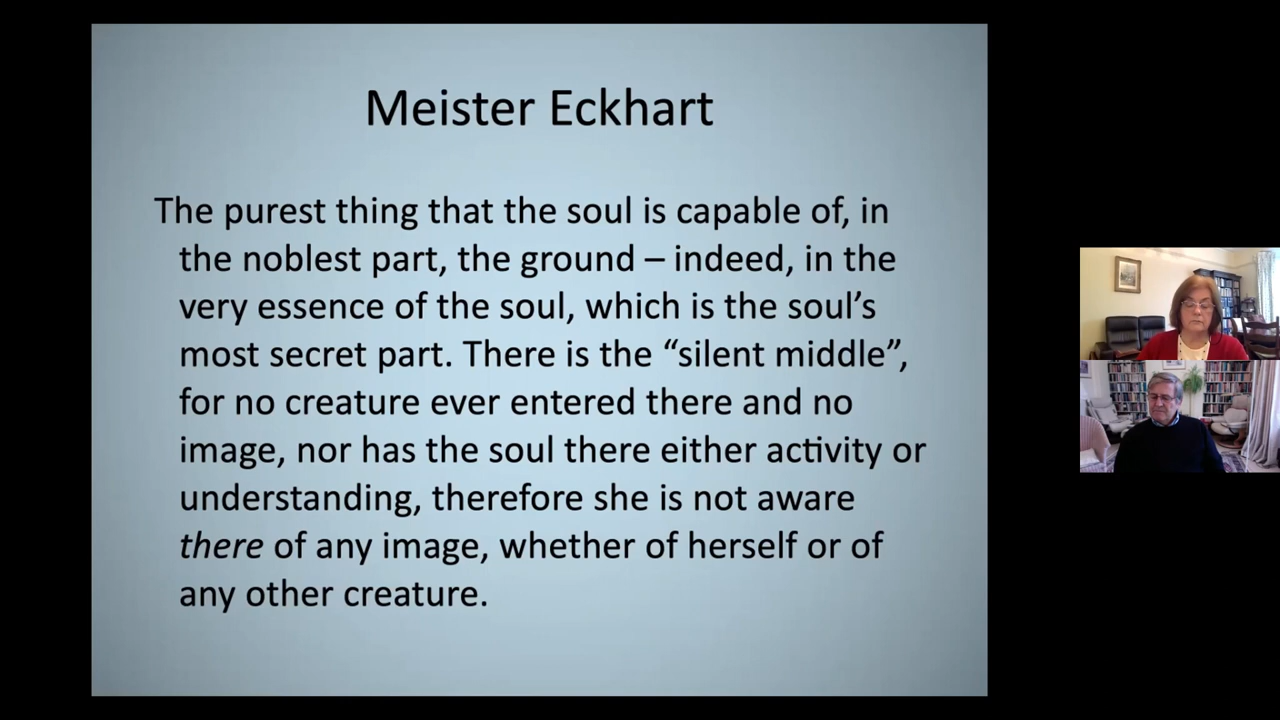 Meister Eckhart
The purest thing that the soul is capable of, in
the noblest part, the ground – indeed, in the
very essence of the soul, which is the soul’s
most secret part. There is the “silent middle”,
for no creature ever entered there and no
image, nor has the soul there either activity or
understanding, therefore she is not aware
there of any image, whether of herself or of
any other creature.